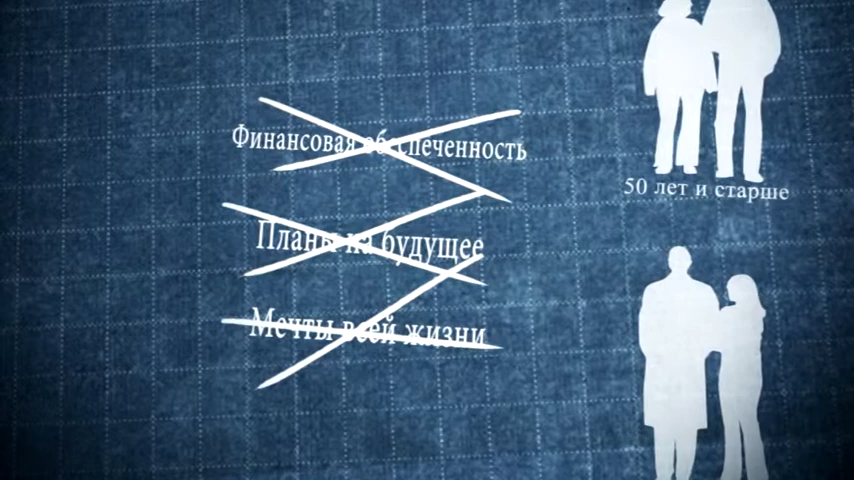 Финансовая обеспеченность
50 лет и старше
Планы на будущее
Мечты всей жизни